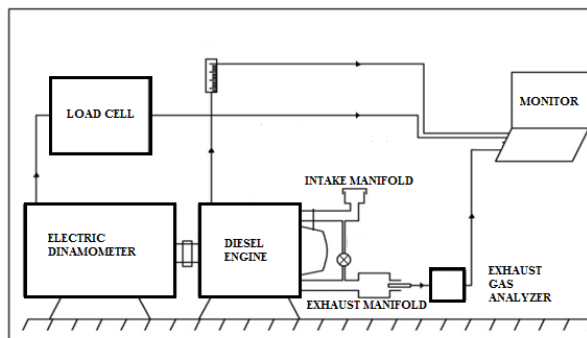 LOAD CELL
MONITOR
INTAKE MANIFOLD
ELECTRIC
DINAMOMETER
DIESEL
ENGINE
EXHAUST
GAS
ANALYZER
EXHAUST MANIFOLD